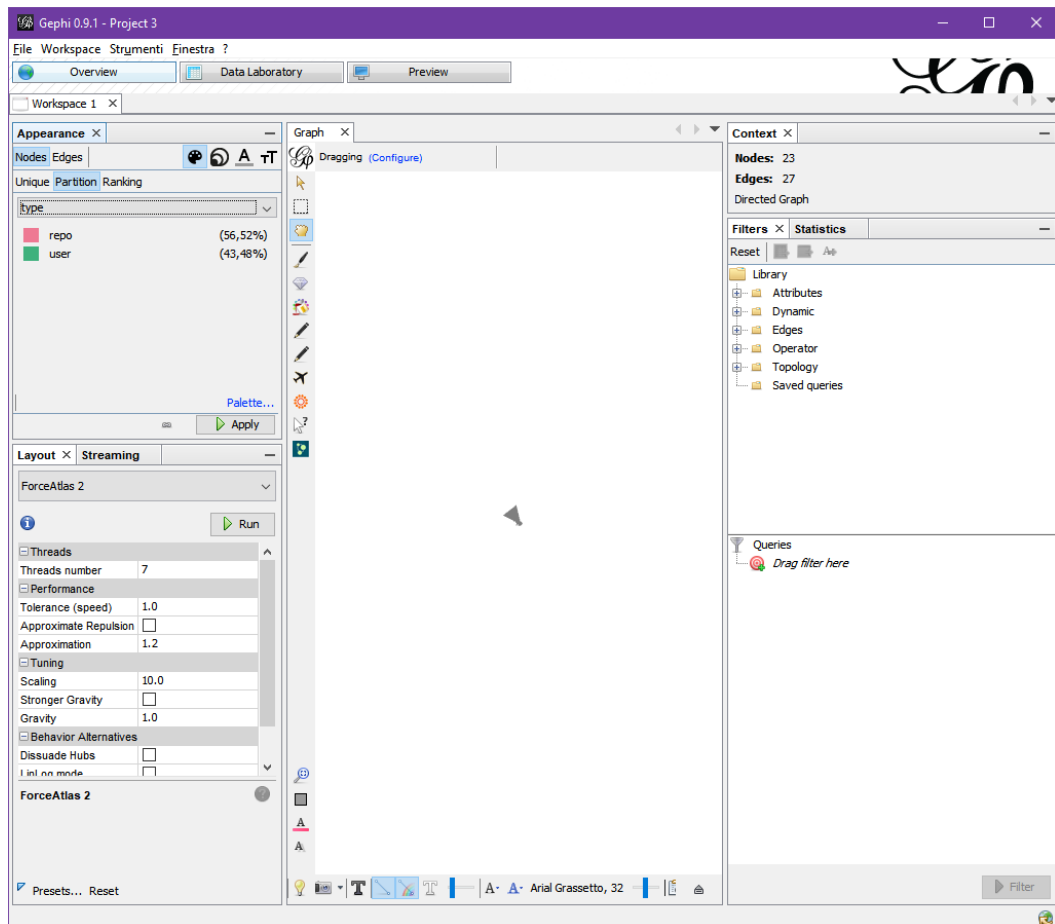 Gephi 0.9.1 - Project 3
File Workspace Strumenti Finestra ?
Overview Data Laboratory Preview
Workspace 1
Appearance
Nodes Edges
Unique Partition Ranking
type
repo (56,52%)
user (43,48%)
Palette...
Apply
Layout Streaming
ForceAtlas 2
Run
Threads
Threads number 7
Performance
Tolerance (speed) 1.0
Approximate Repulsion
Approximation 1.2
Tuning
Scaling 10.0
Stronger Gravity
Gravity 1.0
Behavior Alternatives
Dissuade Hubs
LinLog mode
ForceAtlas 2
Presets... Reset
Graph
Dragging (Configure)
Arial Grassetto, 32
Context
Nodes: 23
Edges: 27
Directed Graph
Filters Statistics
Reset
Library
Attributes
Dynamic
Edges
Operator
Topology
Saved queries
Queries
Drag filter here
Filter